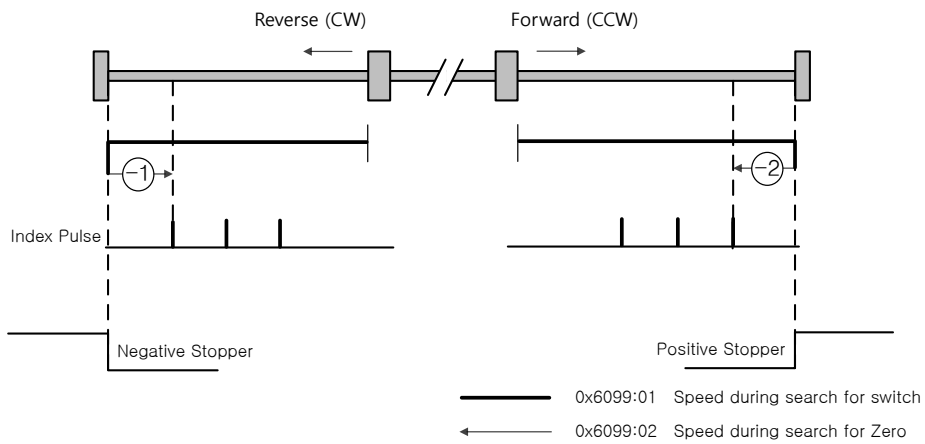 Reverse (CW)
Forward (CCW)
-1
-2
Index Pulse
Negative Stopper
Positive Stopper
0x6099:01 Speed during search for switch
0x6099:02 Speed during search for Zero